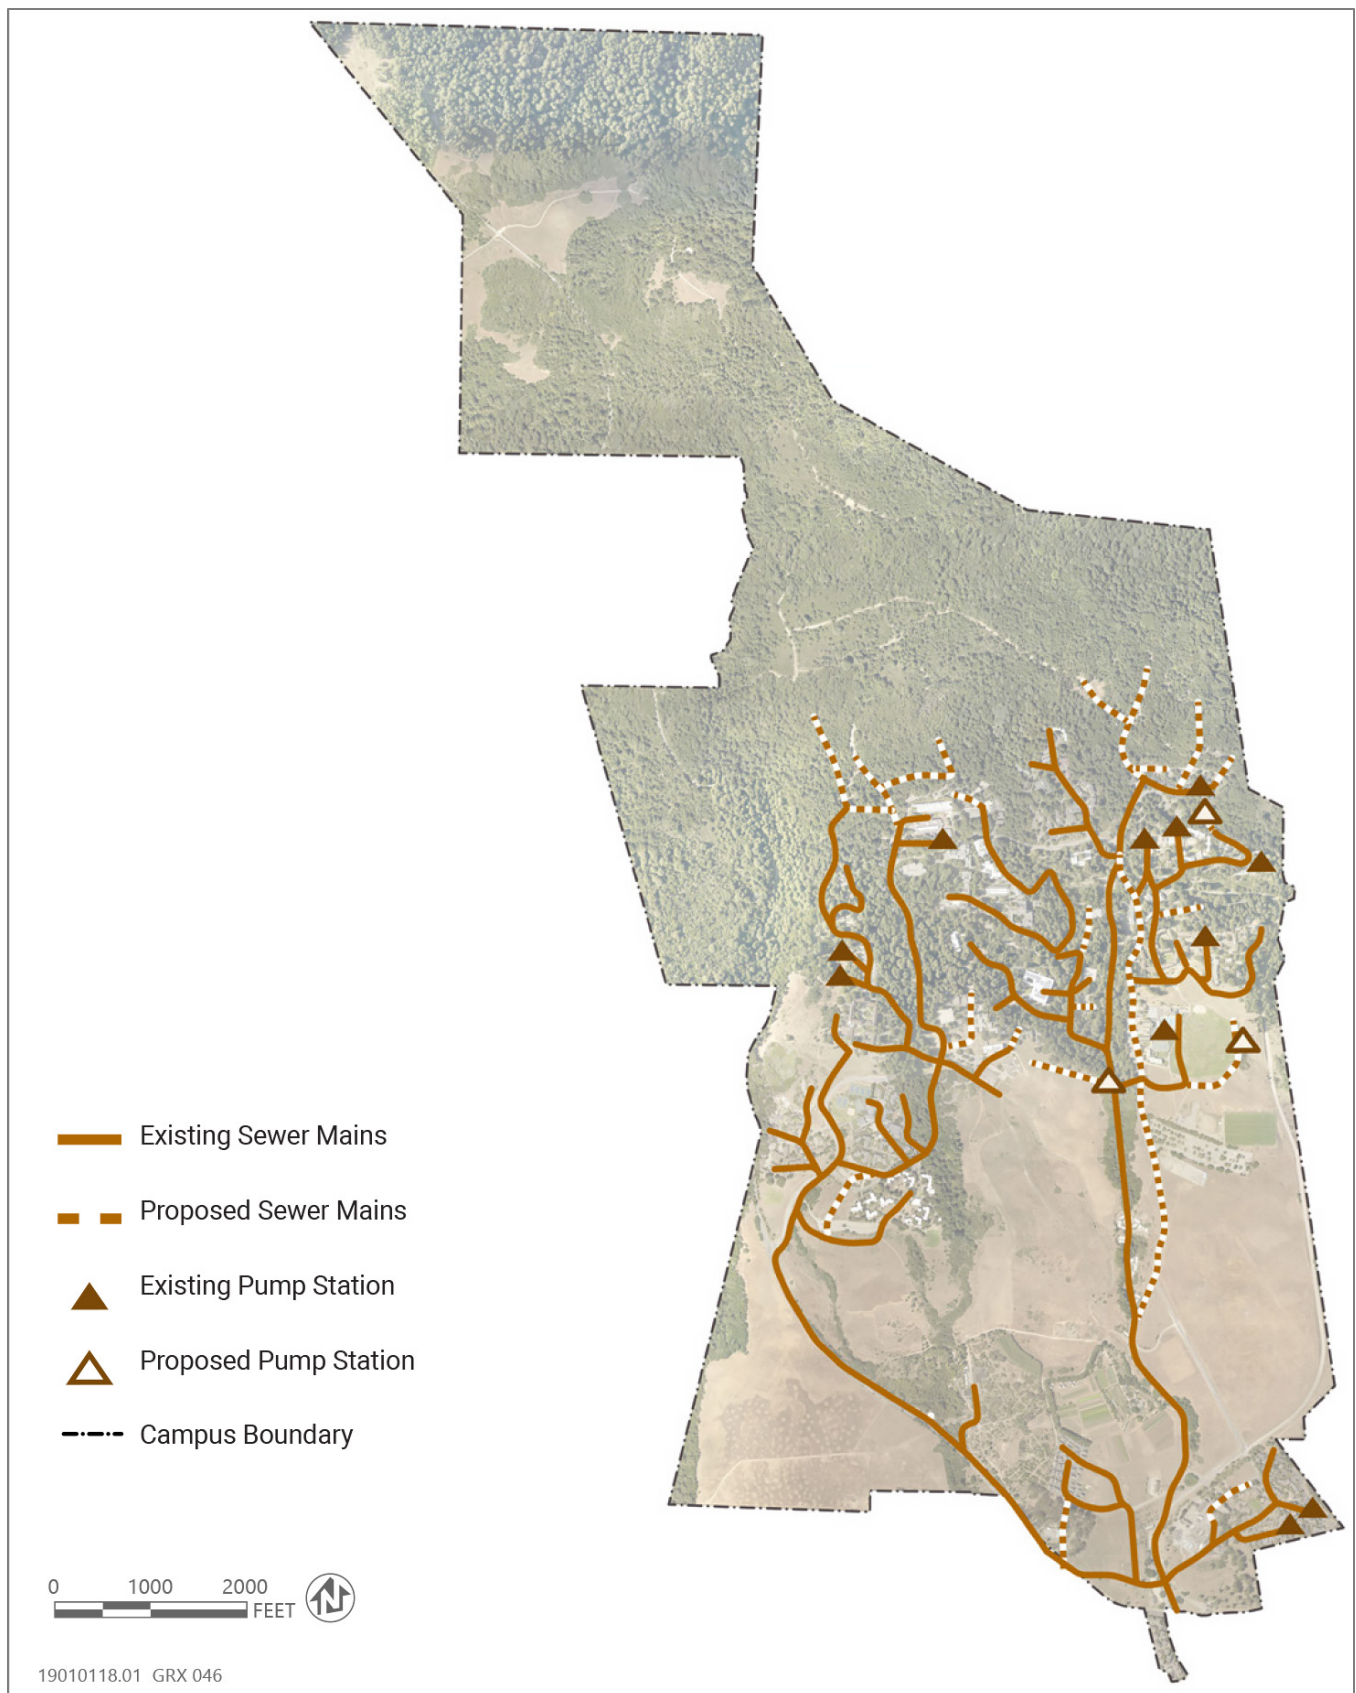 Existing Sewer Mains
Proposed Sewer Mains
Existing Pump Station
Proposed Pump Station
Campus Boundary
0 1000 2000
FEET
N
19010118.01 GRX 046